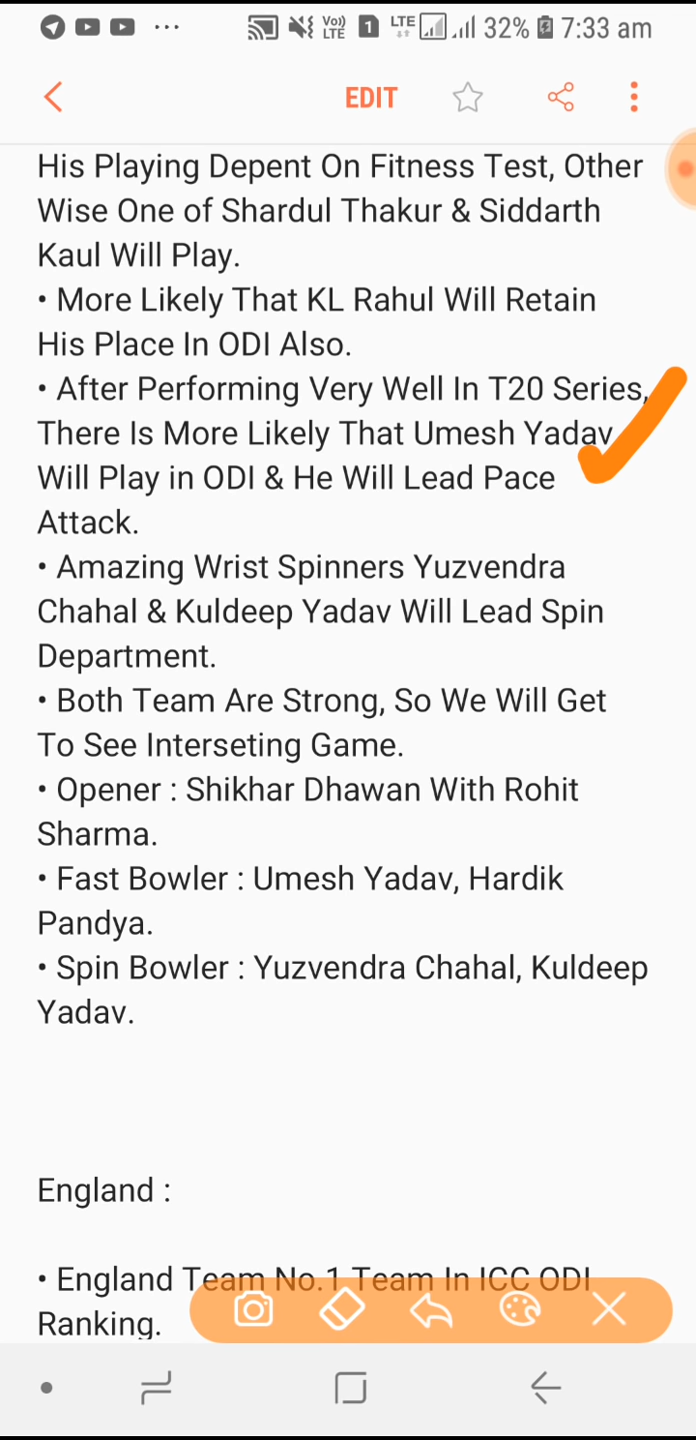 Vo))
LTE
1
LTE
32%
7:33 am
EDIT
His Playing Depent On Fitness Test, Other
Wise One of Shardul Thakur & Siddarth
Kaul Will Play.
• More Likely That KL Rahul Will Retain
His Place In ODI Also.
• After Performing Very Well In T20 Series,
There Is More Likely That Umesh Yadav
Will Play in ODI & He Will Lead Pace
Attack.
• Amazing Wrist Spinners Yuzvendra
Chahal & Kuldeep Yadav Will Lead Spin
Department.
• Both Team Are Strong, So We Will Get
To See Interseting Game.
• Opener : Shikhar Dhawan With Rohit
Sharma.
• Fast Bowler : Umesh Yadav, Hardik
Pandya.
• Spin Bowler : Yuzvendra Chahal, Kuldeep
Yadav.
England :
• England Team No.1 Team In ICC ODI
Ranking.